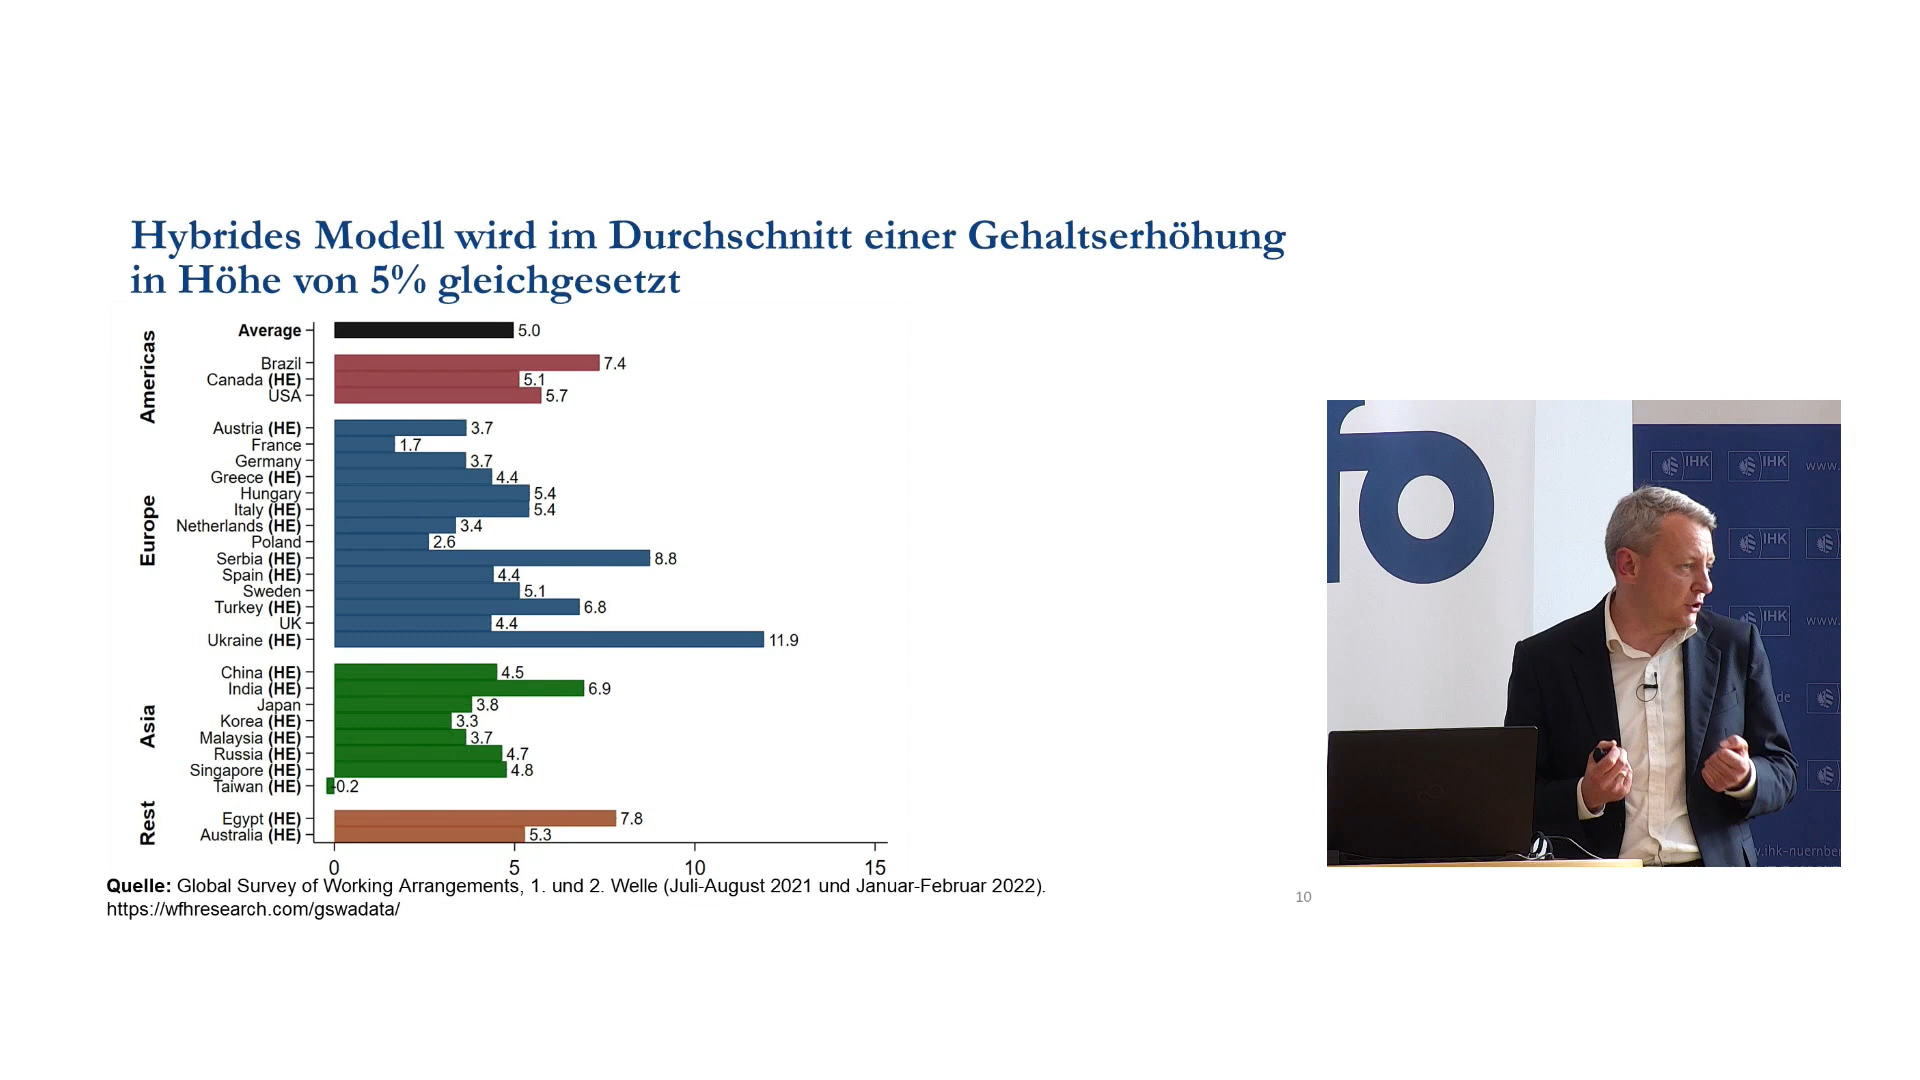 Hybrides Modell wird im Durchschnitt einer Gehaltserhöhung
in Höhe von 5% gleichgesetzt
Americas
Average 5.0
Brazil 7.4
Canada (HE) 5.1
USA 5.7
Europe
Austria (HE) 3.7
France 1.7
Germany 3.7
Greece (HE) 4.4
Hungary 5.4
Italy (HE) 5.4
Netherlands (HE) 3.4
Poland 2.6
Serbia (HE) 8.8
Spain (HE) 4.4
Sweden 5.1
Turkey (HE) 6.8
UK 4.4
Ukraine (HE) 11.9
Asia
China (HE) 4.5
India (HE) 6.9
Japan 3.8
Korea (HE) 3.3
Malaysia (HE) 3.7
Russia (HE) 4.7
Singapore (HE) 4.8
Taiwan (HE) -0.2
Rest
Egypt (HE) 7.8
Australia (HE) 5.3
0 5 10 15
Quelle: Global Survey of Working Arrangements, 1. und 2. Welle (Juli-August 2021 und Januar-Februar 2022).
https://wfhresearch.com/gswadata/
10
IHK IHK www.
IHK
IHK www.
de
.ihk-nuernber